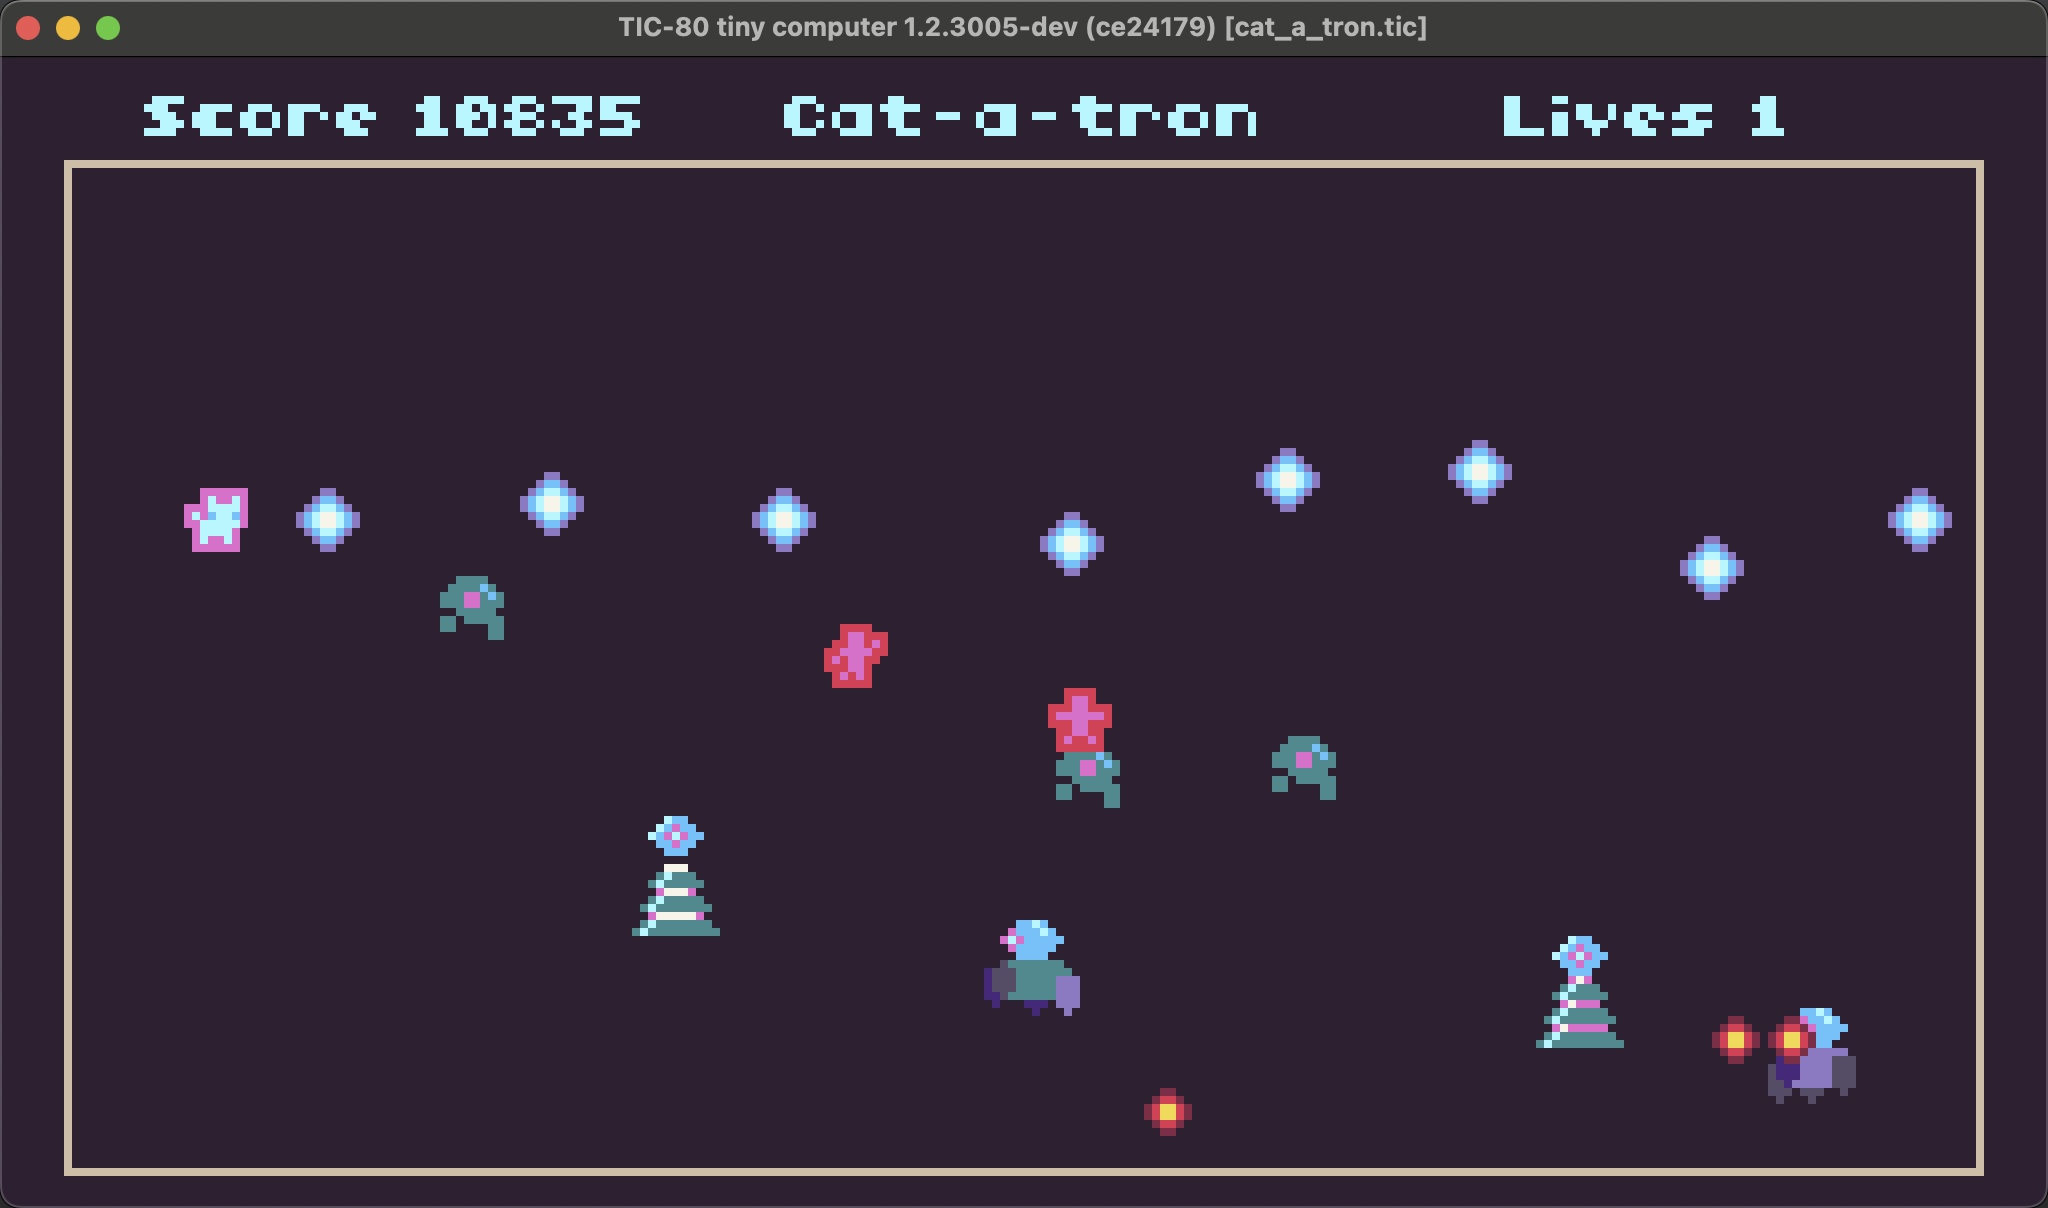 TIC-80 tiny computer 1.2.3005-dev (ce24179) [cat_a_tron.tic]
Score 10835 Cat-a-tron Lives 1